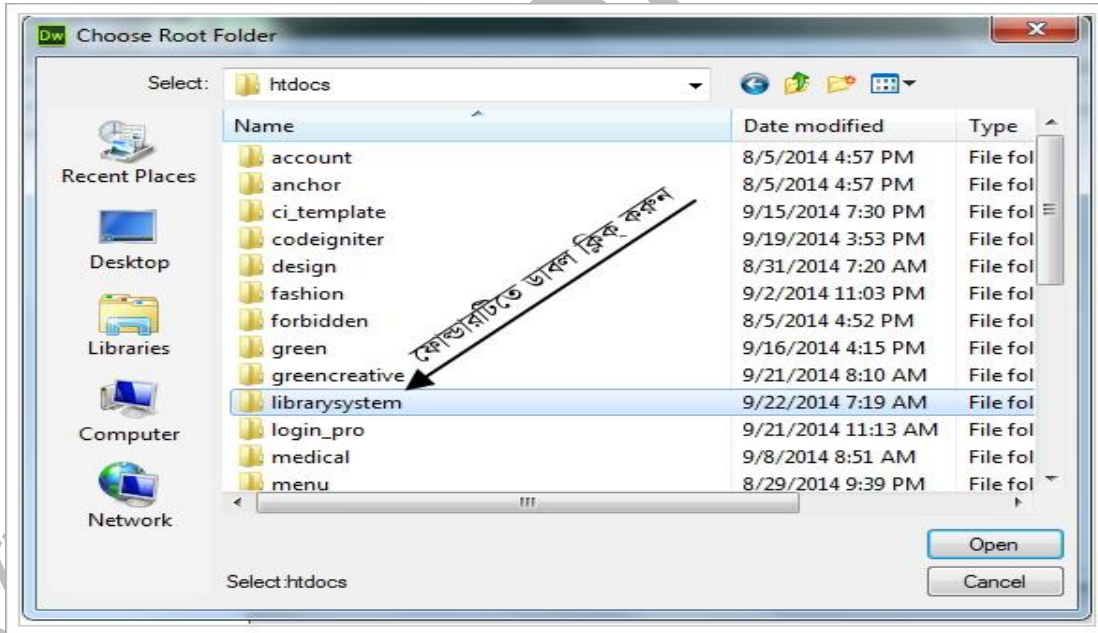 Dw Choose Root Folder
Select: htdocs
Name Date modified Type
Recent Places
Desktop
Libraries
Computer
Network
account 8/5/2014 4:57 PM File fol
anchor 8/5/2014 4:57 PM File fol
ci_template 9/15/2014 7:30 PM File fol
codeigniter 9/19/2014 3:53 PM File fol
design 8/31/2014 7:20 AM File fol
fashion 9/2/2014 11:03 PM File fol
forbidden 8/5/2014 4:52 PM File fol
green 9/16/2014 4:15 PM File fol
greencreative 9/21/2014 8:10 AM File fol
librarysystem 9/22/2014 7:19 AM File fol
login_pro 9/21/2014 11:13 AM File fol
medical 9/8/2014 8:51 AM File fol
menu 8/29/2014 9:39 PM File fol
ফোল্ডারটিতে ডাবল ক্লিক্ করুন
Open
Select:htdocs
Cancel